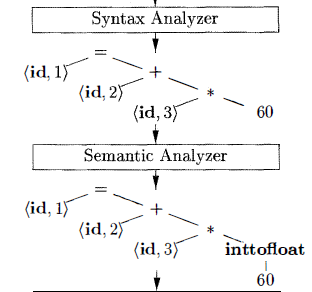 Syntax Analyzer
=
⟨id, 1⟩ +
⟨id, 2⟩ *
⟨id, 3⟩ 60
Semantic Analyzer
=
⟨id, 1⟩ +
⟨id, 2⟩ *
⟨id, 3⟩ inttofloat
60